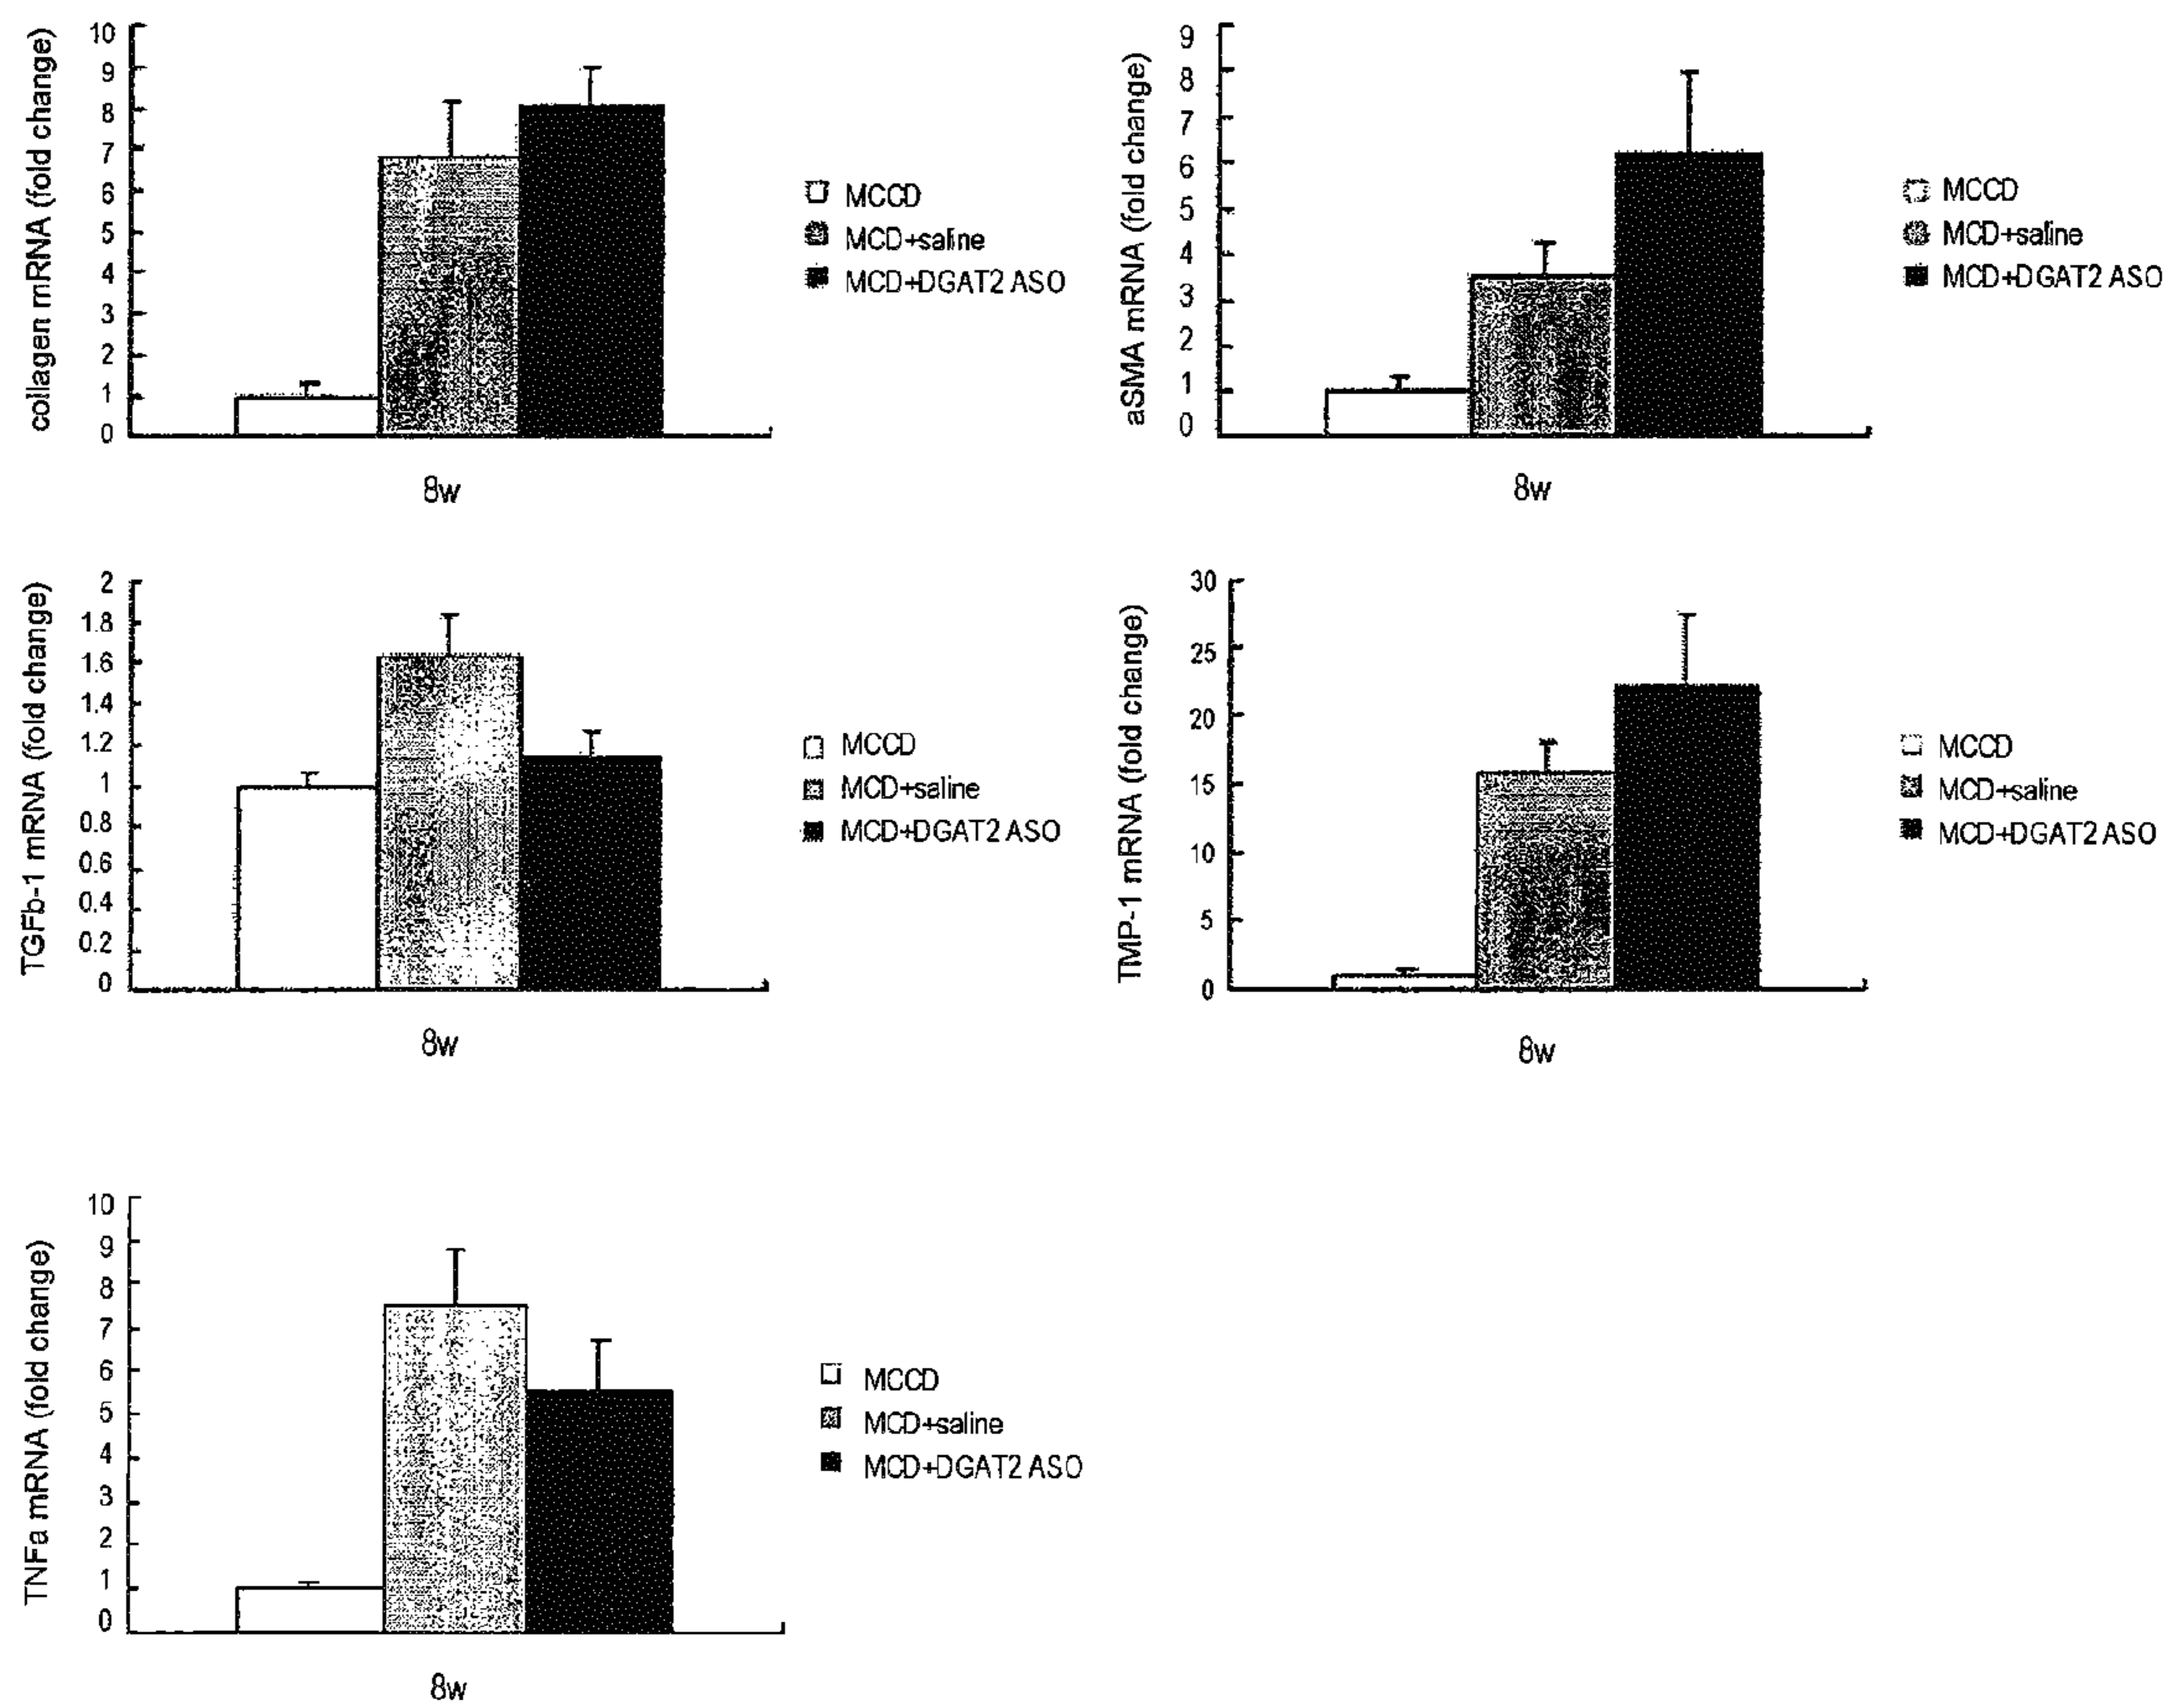 collagen mRNA (fold change)
10
9
8
7
6
5
4
3
2
1
0
8w
MCCD
MCD+saline
MCD+DGAT2 ASO
aSMA mRNA (fold change)
9
8
7
6
5
4
3
2
1
0
8w
MCCD
MCD+saline
MCD+DGAT2 ASO
TGFb-1 mRNA (fold change)
2
1.8
1.6
1.4
1.2
1
0.8
0.6
0.4
0.2
0
8w
MCCD
MCD+saline
MCD+DGAT2 ASO
TMP-1 mRNA (fold change)
30
25
20
15
10
5
0
8w
MCCD
MCD+saline
MCD+DGAT2 ASO
TNFa mRNA (fold change)
10
9
8
7
6
5
4
3
2
1
0
8w
MCCD
MCD+saline
MCD+DGAT2 ASO